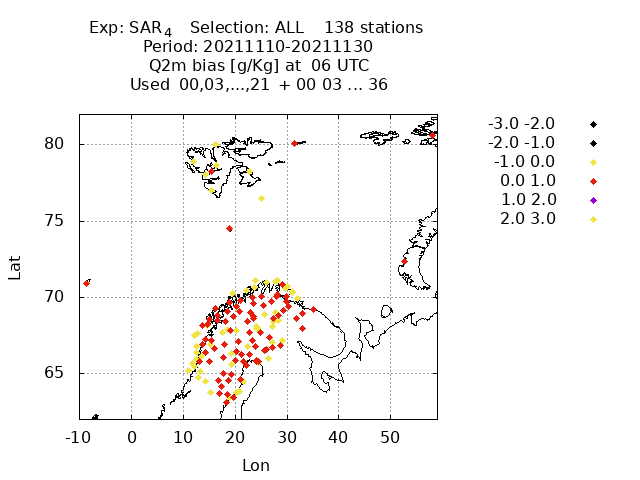 Exp: SAR4 Selection: ALL 138 stations
Period: 20211110-20211130
Q2m bias [g/Kg] at 06 UTC
Used 00,03,...,21 + 00 03 ... 36
-3.0 -2.0
-2.0 -1.0
-1.0 0.0
0.0 1.0
1.0 2.0
2.0 3.0
80
75
70
65
Lat
-10 0 10 20 30 40 50
Lon